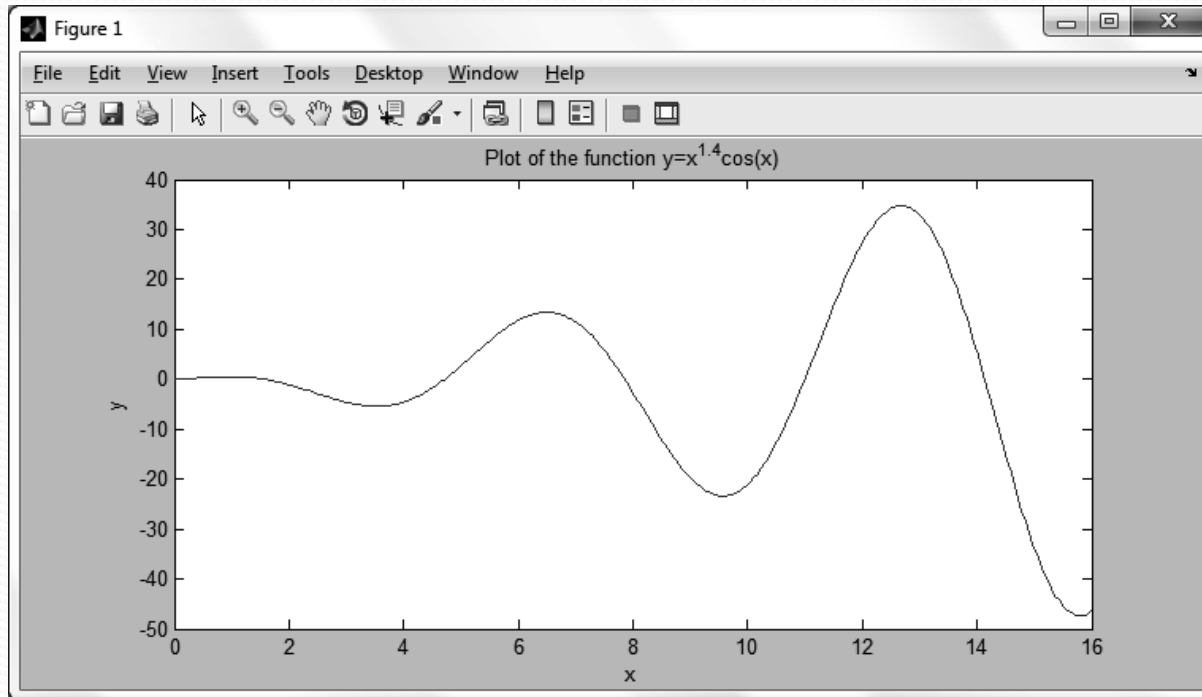 Figure 1
File Edit View Insert Tools Desktop Window Help
Plot of the function y=x^1.4cos(x)
40
30
20
10
0
-10
-20
-30
-40
-50
y
0 2 4 6 8 10 12 14 16
x